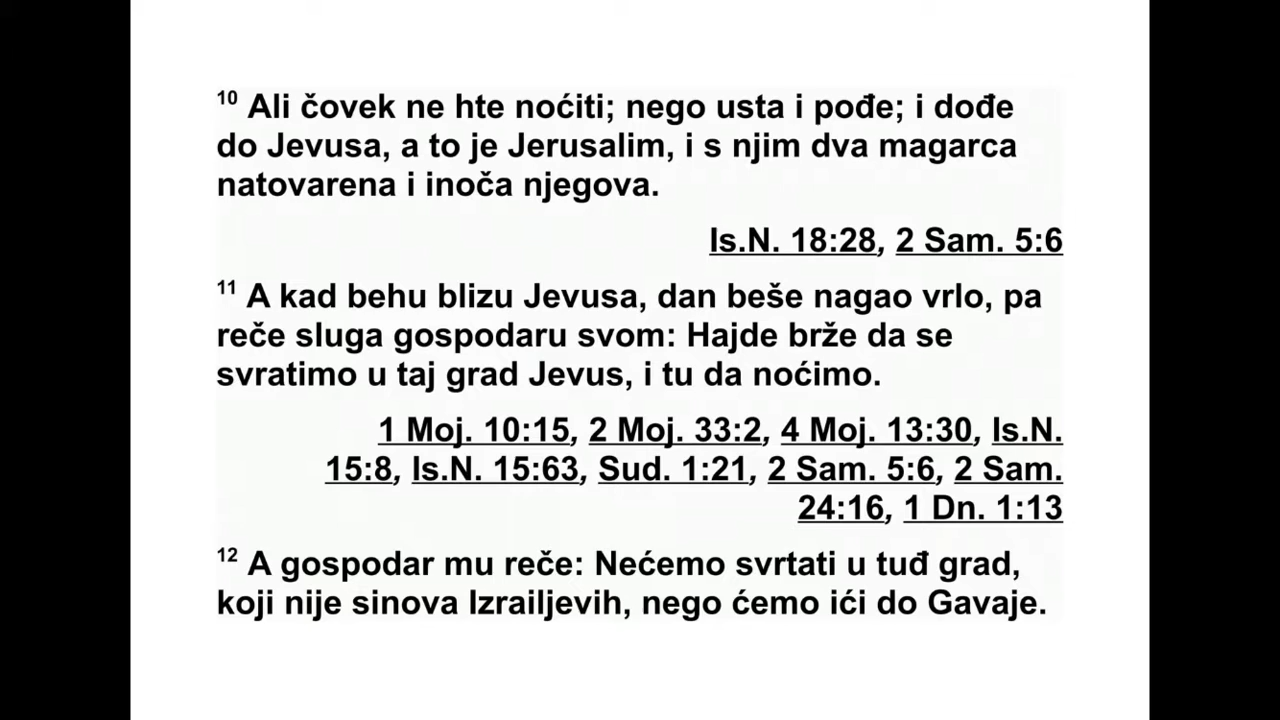 10 Ali čovek ne hte noćiti; nego usta i pođe; i dođe
do Jevusa, a to je Jerusalim, i s njim dva magarca
natovarena i inoča njegova.
Is.N. 18:28, 2 Sam. 5:6
11 A kad behu blizu Jevusa, dan beše nagao vrlo, pa
reče sluga gospodaru svom: Hajde brže da se
svratimo u taj grad Jevus, i tu da noćimo.
1 Moj. 10:15, 2 Moj. 33:2, 4 Moj. 13:30, Is.N.
15:8, Is.N. 15:63, Sud. 1:21, 2 Sam. 5:6, 2 Sam.
24:16, 1 Dn. 1:13
12 A gospodar mu reče: Nećemo svrtati u tuđ grad,
koji nije sinova Izrailjevih, nego ćemo ići do Gavaje.